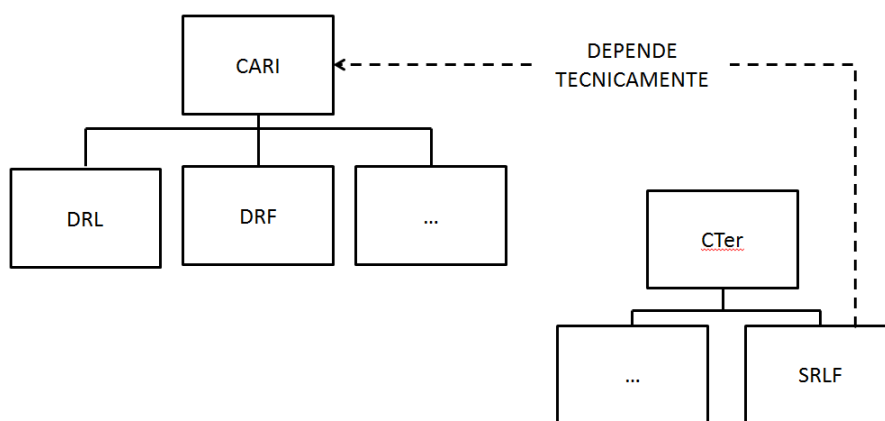 CARI
DEPENDE
TECNICAMENTE
DRL
DRF
...
CTer
...
SRLF